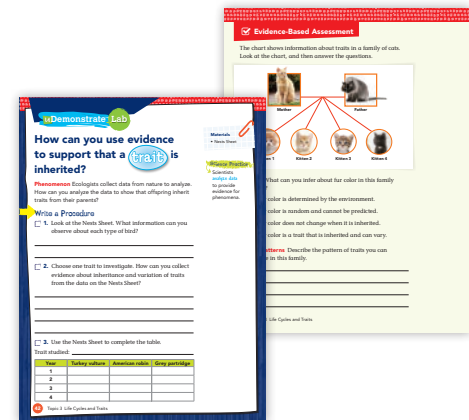 Evidence-Based Assessment
The chart shows information about traits in a family of cats.
Look at the chart, and then answer the questions.
Mother
Father
Kitten 2
Kitten 3
Kitten 4
What can you infer about fur color in this family
color is determined by the environment.
color is random and cannot be predicted.
color does not change when it is inherited.
color is a trait that is inherited and can vary.
Describe the pattern of traits you can
in this family.
Life Cycles and Traits
uDemonstrate Lab
How can you use evidence
to support that a trait is
inherited?
Phenomenon Ecologists collect data from nature to analyze.
How can you analyze the data to show that offspring inherit
traits from their parents?
Materials
• Nests Sheet
Science Practice
Scientists
analyze data
to provide
evidence for
phenomena.
Write a Procedure
1. Look at the Nests Sheet. What information can you
observe about each type of bird?
2. Choose one trait to investigate. How can you collect
evidence about inheritance and variation of traits
from the data on the Nests Sheet?
3. Use the Nests Sheet to complete the table.
Trait studied:
Year Turkey vulture American robin Grey partridge
1
2
3
4
42 Topic 2 Life Cycles and Traits